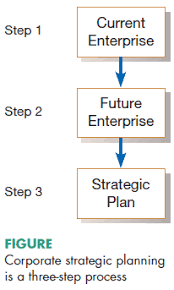 Step 1
Current
Enterprise
Step 2
Future
Enterprise
Step 3
Strategic
Plan
FIGURE
Corporate strategic planning
is a three-step process